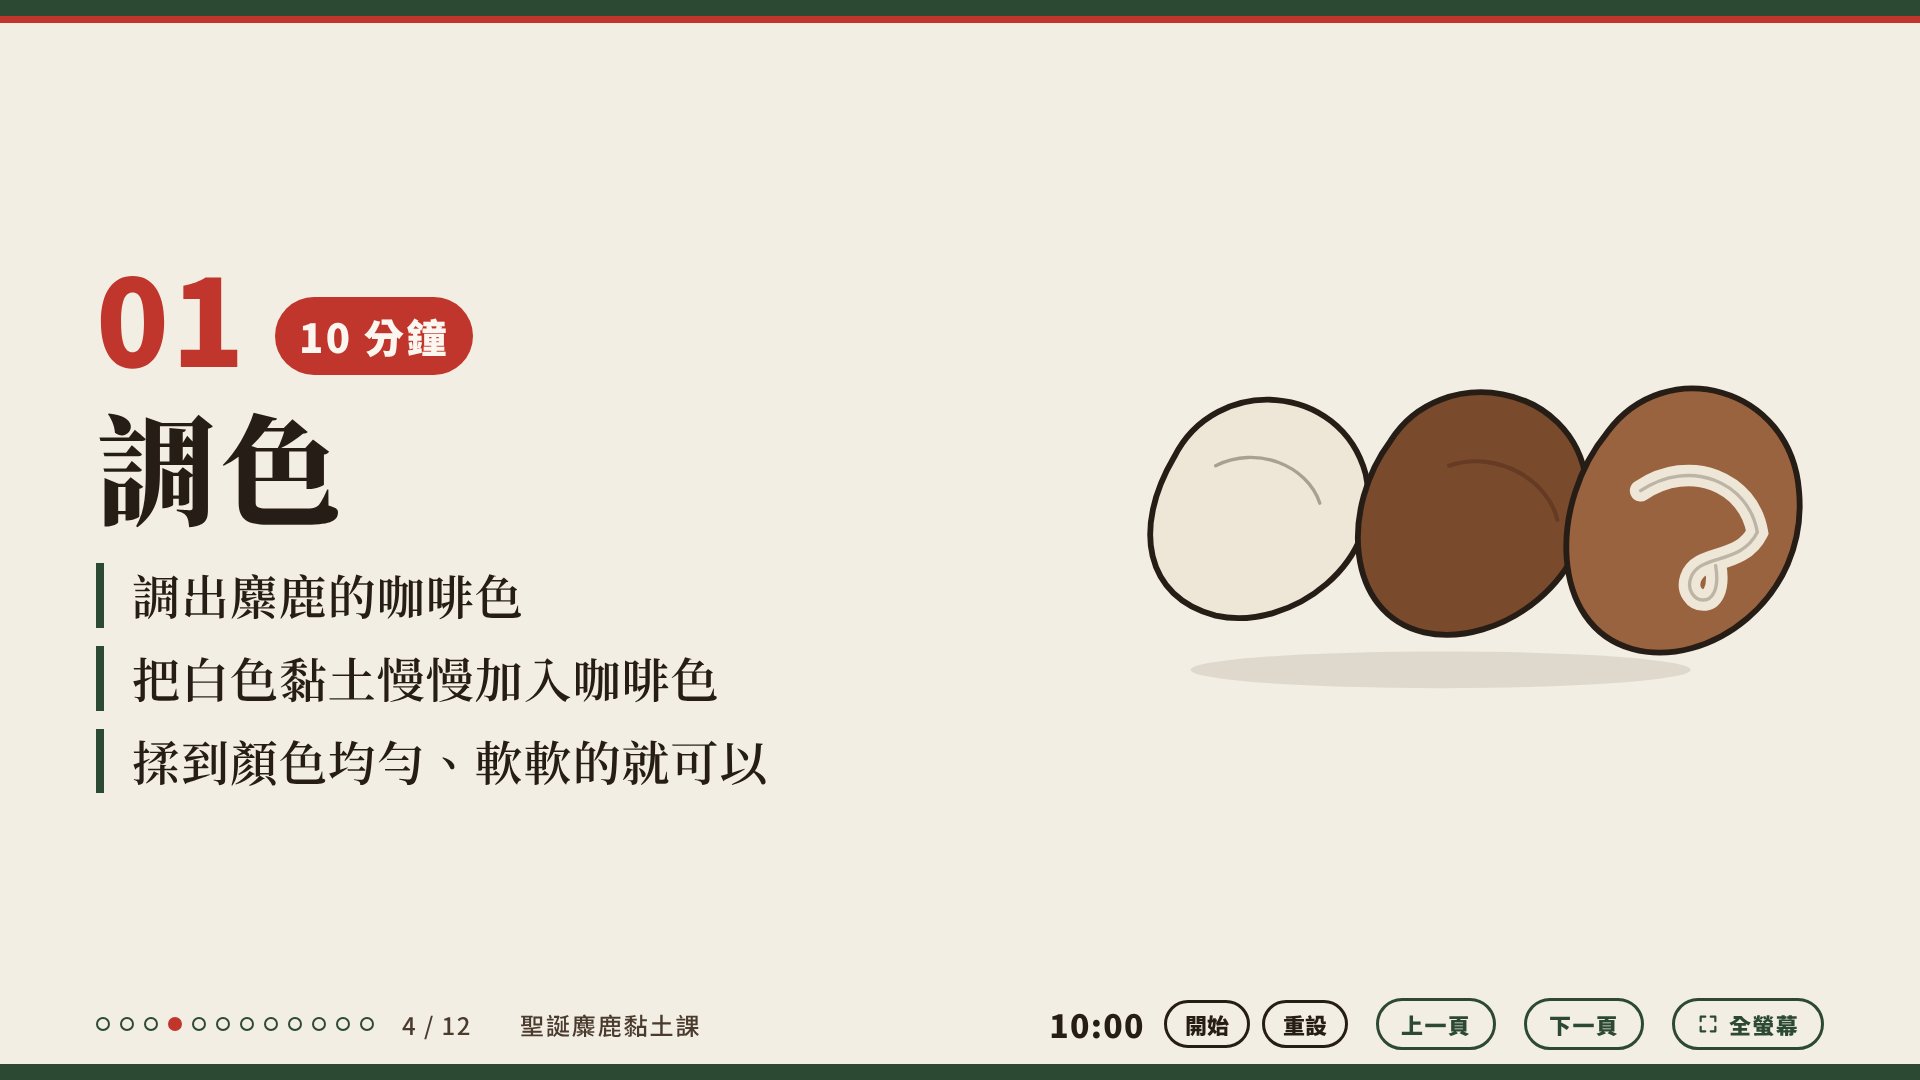 01 10 分鐘
調色
調出麋鹿的咖啡色
把白色黏土慢慢加入咖啡色
揉到顏色均勻、軟軟的就可以
4 / 12 聖誕麋鹿黏土課 10:00 開始 重設 上一頁 下一頁 全螢幕